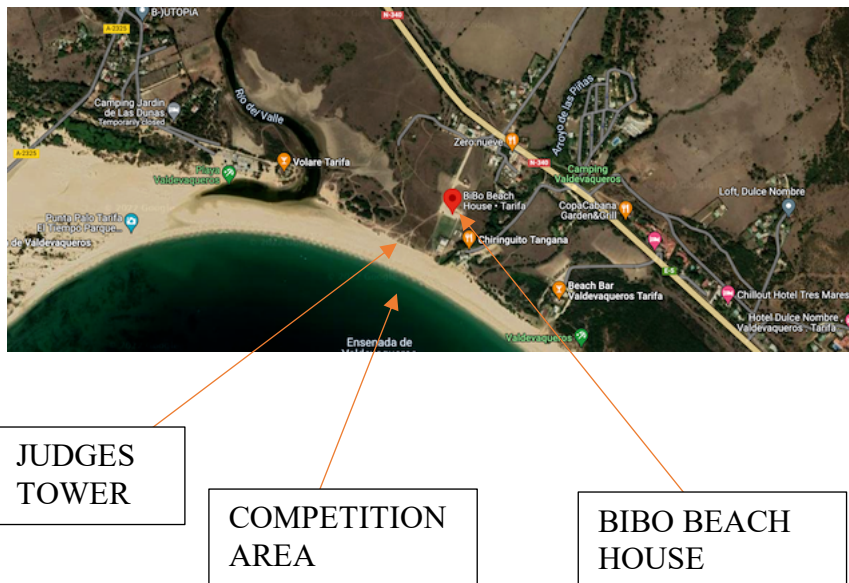 B-)UTOPiA
A-2325
N-340
Río del Valle
Camping Jardin
de Las Dunas
Temporarily closed
Arroyo de las Piñas
Zero nueve
A-2325
Volare Tarifa
N-340
Playa
Valdevaqueros
Camping
Valdevaqueros
BiBo Beach
House • Tarifa
Loft, Dulce Nombre
CopaCabana
Garden&Grill
Punta Palo Tarifa
El Tiempo Parque...
de Valdevaqueros
Chiringuito Tangana
E-5
Beach Bar
Valdevaqueros Tarifa
Chillout Hotel Tres Mares
Hotel Dulce Nombre
Valdevaqueros . Tarifa
Valdevaqueros
Ensenada de
JUDGES
TOWER
COMPETITION
AREA
BIBO BEACH
HOUSE